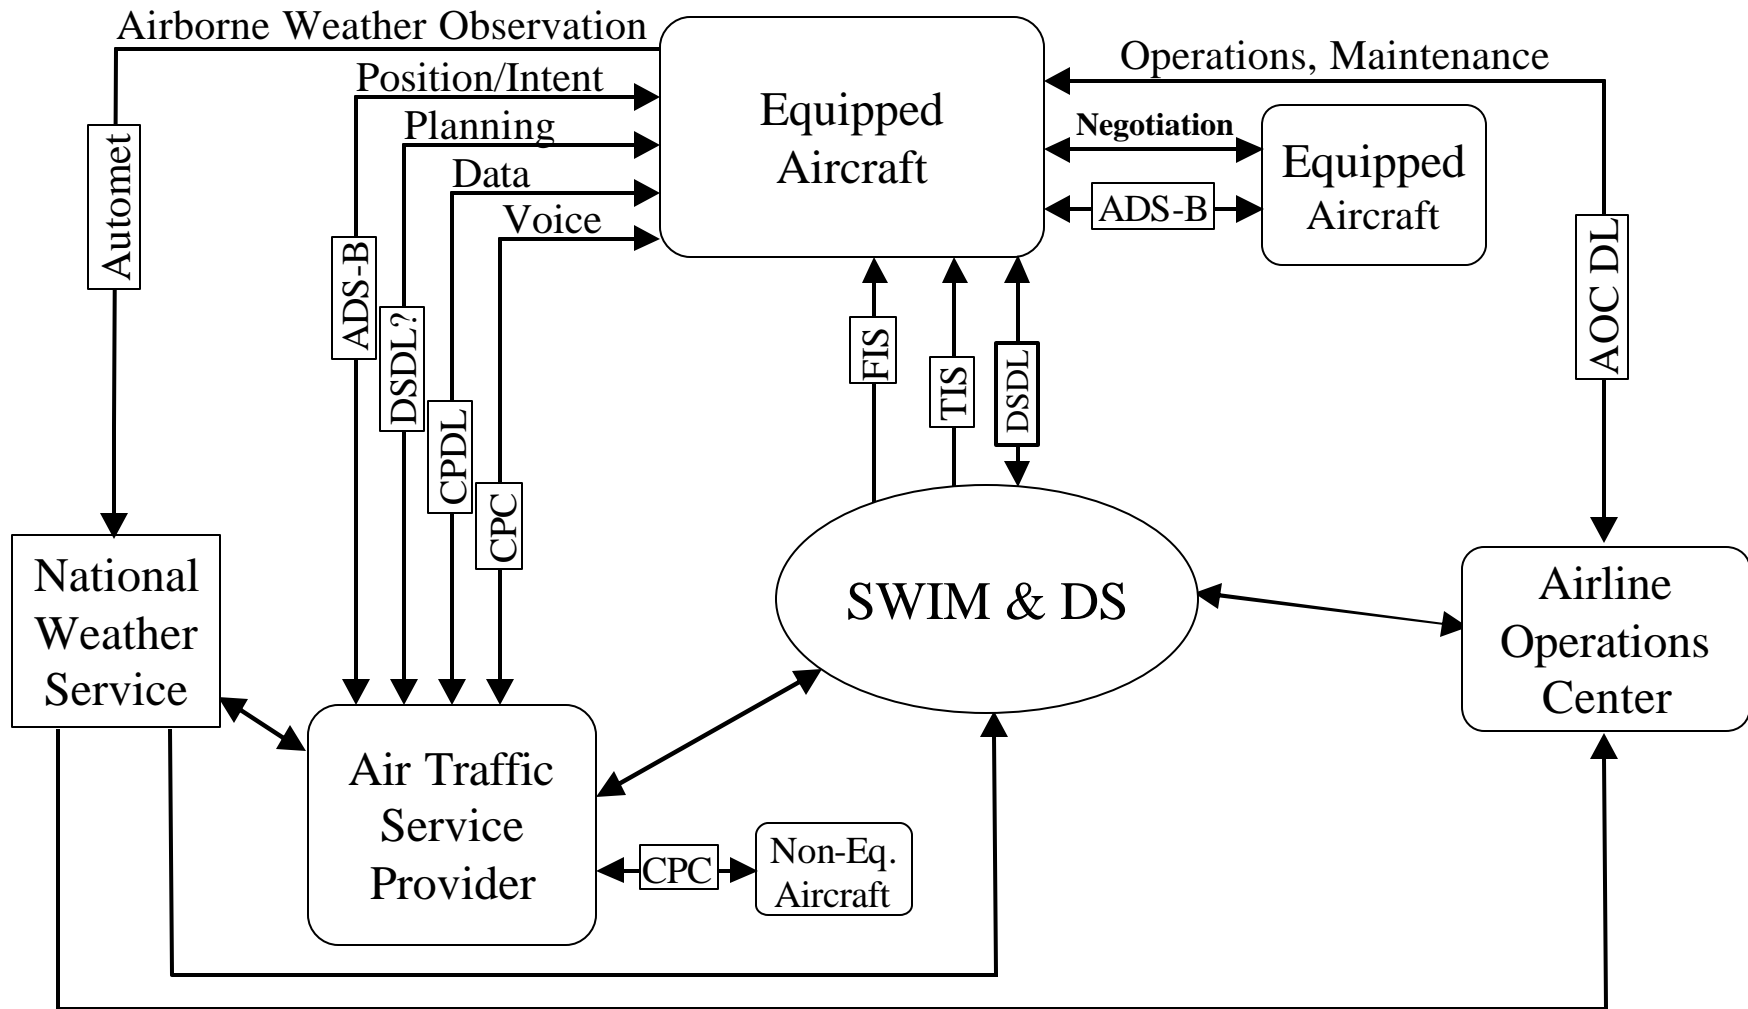 Airborne Weather Observation
Position/Intent
Planning
Data
Voice
Equipped
Aircraft
Operations, Maintenance
Negotiation
ADS-B
Equipped
Aircraft
Automet
ADS-B
DSDL?
CPDL
CPC
FIS
TIS
DSDL
AOC DL
National
Weather
Service
SWIM & DS
Airline
Operations
Center
Air Traffic
Service
Provider
CPC
Non-Eq.
Aircraft